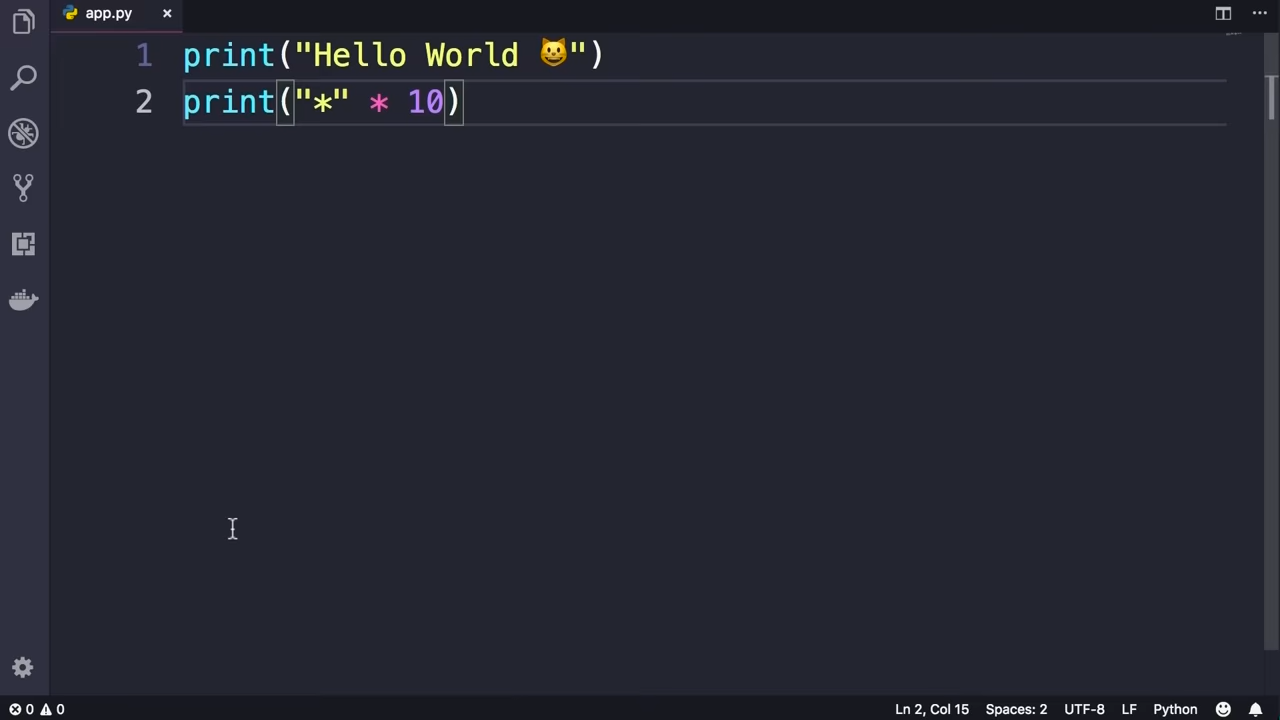 app.py ×
1 print("Hello World 😺")
2 print("*" * 10)
0 0 Ln 2, Col 15 Spaces: 2 UTF-8 LF Python